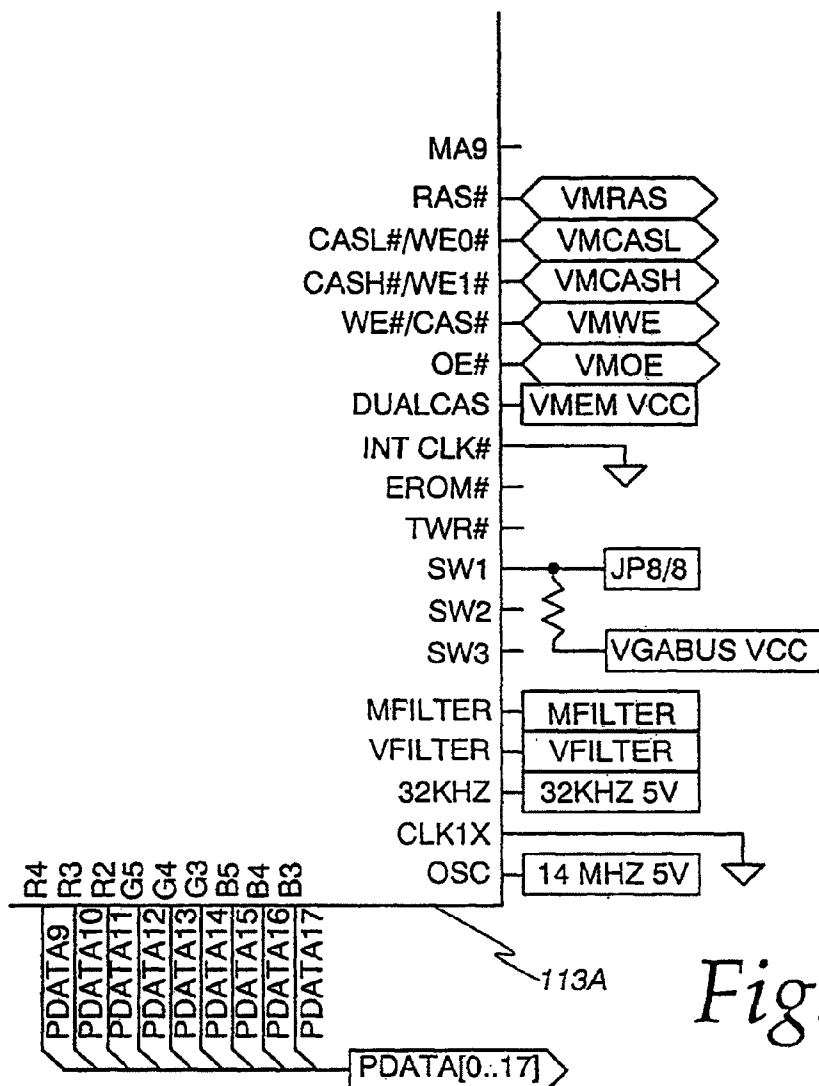 MA9
RAS# VMRAS
CASL#/WE0# VMCASL
CASH#/WE1# VMCASH
WE#/CAS# VMWE
OE# VMOE
DUALCAS VMEM VCC
INT CLK#
EROM#
TWR#
SW1 JP8/8
SW2
SW3 VGABUS VCC
MFILTER MFILTER
VFILTER VFILTER
32KHZ 32KHZ 5V
CLK1X
OSC 14 MHZ 5V
R4 R3 R2 G5 G4 G3 B5 B4 B3
PDATA9 PDATA10 PDATA11 PDATA12 PDATA13 PDATA14 PDATA15 PDATA16 PDATA17
113A
Fig.
PDATA[0..17]